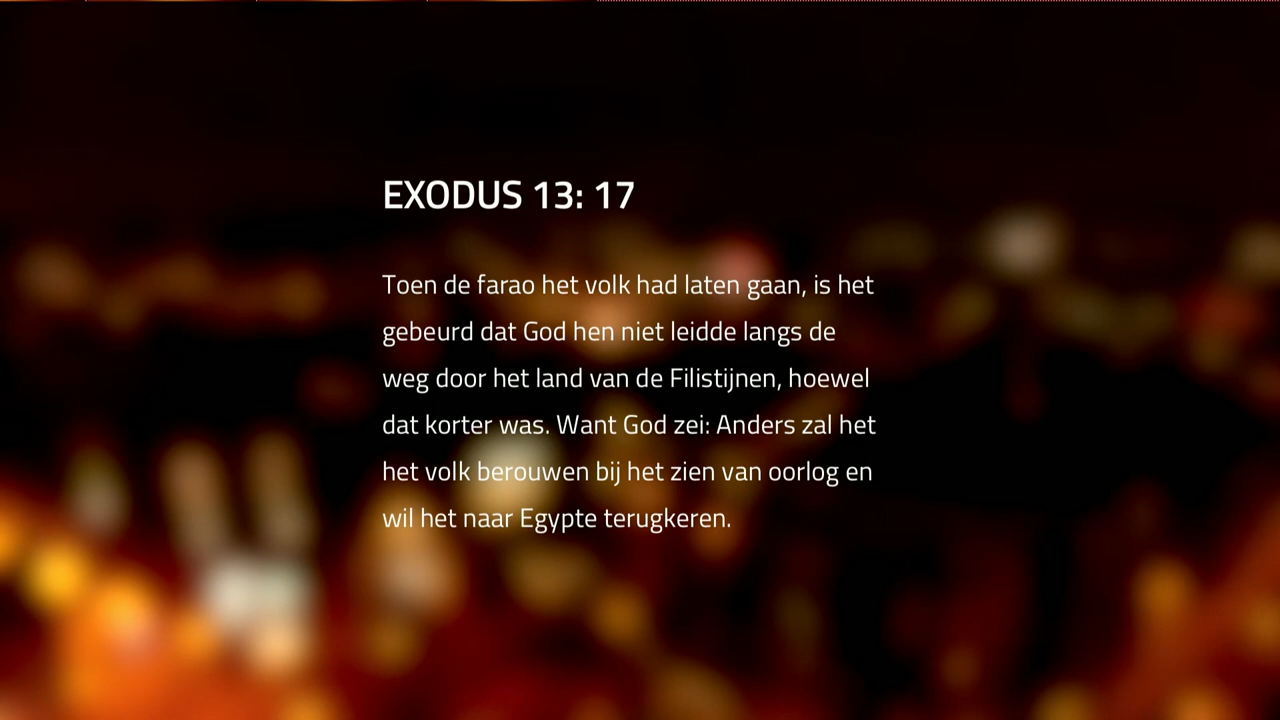 EXODUS 13: 17
Toen de farao het volk had laten gaan, is het
gebeurd dat God hen niet leidde langs de
weg door het land van de Filistijnen, hoewel
dat korter was. Want God zei: Anders zal het
het volk berouwen bij het zien van oorlog en
wil het naar Egypte terugkeren.